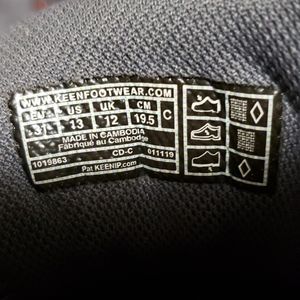 WWW.KEENFOOTWEAR.COM
EU US UK CM
31 13 12 19.5 C
MADE IN CAMBODIA
Fabriqué au Cambodge
1019863 CD-C 011119
Pat KEENIP.com